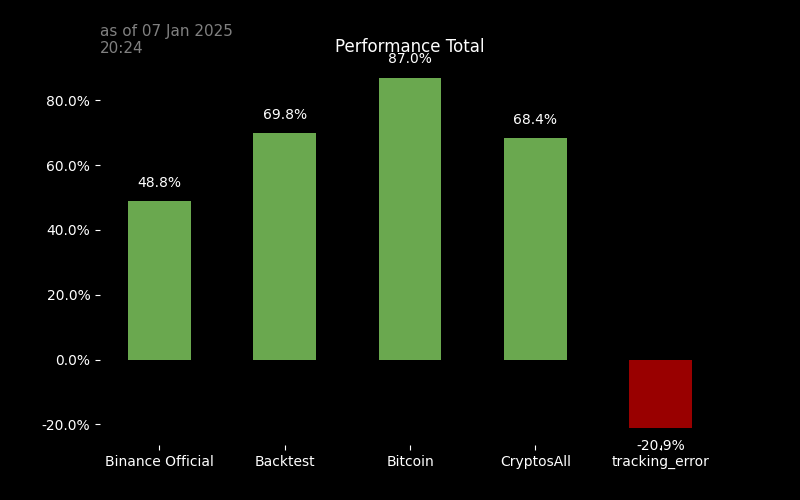 as of 07 Jan 2025
20:24
Performance Total
87.0%
80.0%
69.8%
68.4%
60.0%
48.8%
40.0%
20.0%
0.0%
-20.0%
-20.9%
Binance Official
Backtest
Bitcoin
CryptosAll
tracking_error